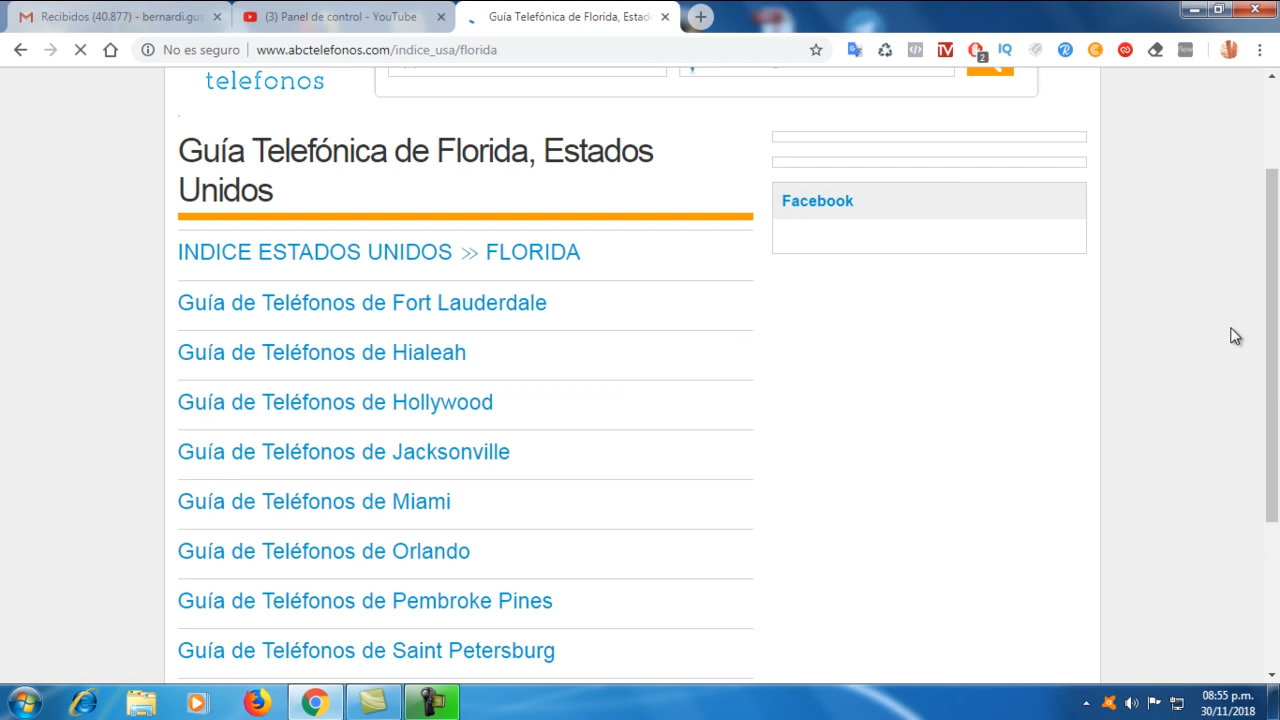 Recibidos (40.877) - bernardi.gus
(3) Panel de control - YouTube
Guía Telefónica de Florida, Estad
No es seguro
www.abctelefonos.com/indice_usa/florida
telefonos
Guía Telefónica de Florida, Estados
Unidos
Facebook
INDICE ESTADOS UNIDOS >> FLORIDA
Guía de Teléfonos de Fort Lauderdale
Guía de Teléfonos de Hialeah
Guía de Teléfonos de Hollywood
Guía de Teléfonos de Jacksonville
Guía de Teléfonos de Miami
Guía de Teléfonos de Orlando
Guía de Teléfonos de Pembroke Pines
Guía de Teléfonos de Saint Petersburg
08:55 p.m.
30/11/2018